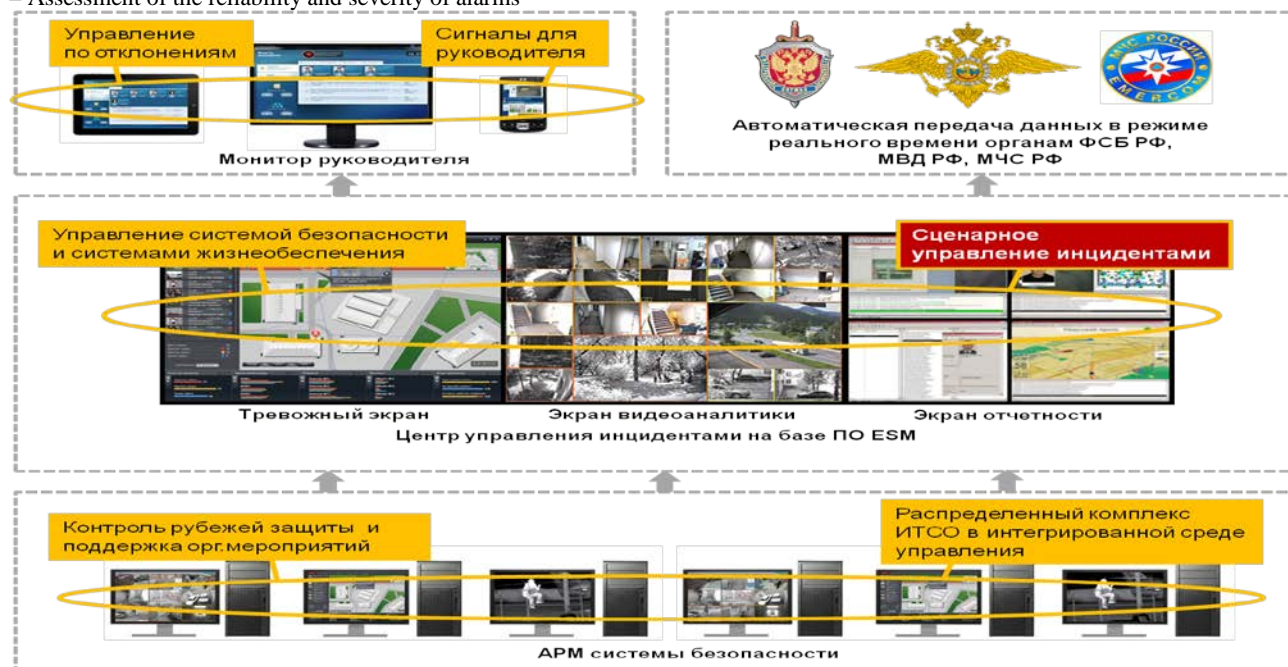 – Assessment of the reliability and severity of alarms
Управление
по отклонениям
Сигналы для
руководителя
Монитор руководителя
МЧС РОССИИ
EMERCOM
Автоматическая передача данных в режиме
реального времени органам ФСБ РФ,
МВД РФ, МЧС РФ
Управление системой безопасности
и системами жизнеобеспечения
Сценарное
управление инцидентами
Тревожный экран
Экран видеоаналитики
Экран отчетности
Центр управления инцидентами на базе ПО ESM
Контроль рубежей защиты и
поддержка орг.мероприятий
Распределенный комплекс
ИТСО в интегрированной среде
управления
АРМ системы безопасности